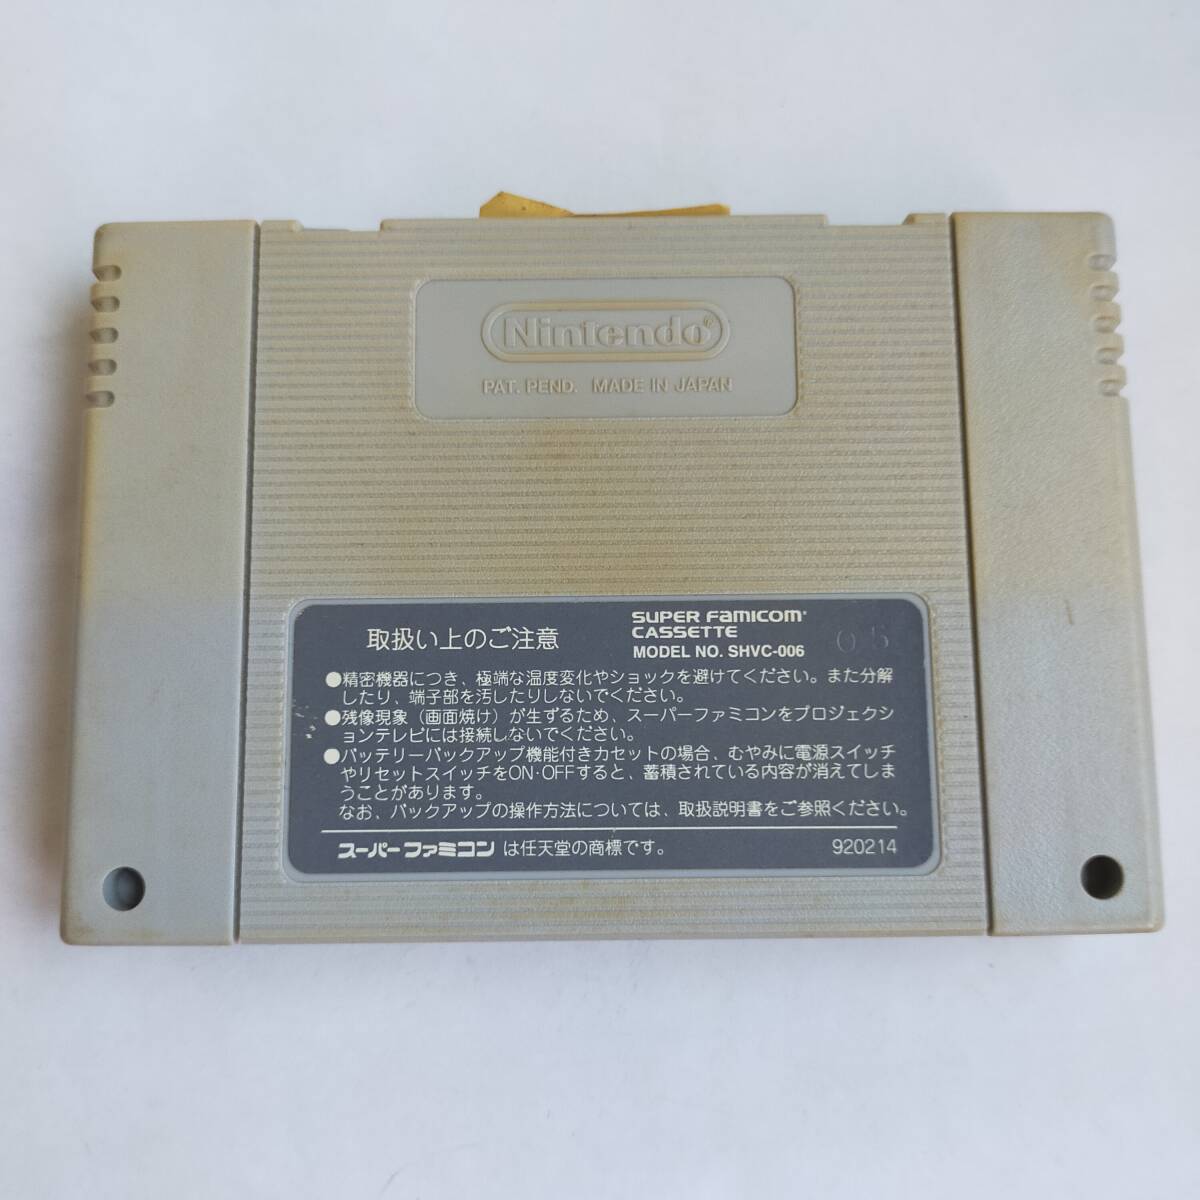 Nintendo®
PAT. PEND. MADE IN JAPAN
取扱い上のご注意
SUPER FAMICOM
CASSETTE
MODEL NO. SHVC-006
●精密機器につき、極端な温度変化やショックを避けてください。また分解
したり、端子部を汚したりしないでください。
●残像現象（画面焼け）が生ずるため、スーパーファミコンをプロジェクシ
ョンテレビには接続しないでください。
●バッテリーバックアップ機能付きカセットの場合、むやみに電源スイッチ
やリセットスイッチをON·OFFすると、蓄積されている内容が消えてしま
うことがあります。
なお、バックアップの操作方法については、取扱説明書をご参照ください。
スーパーファミコンは任天堂の商標です。
920214